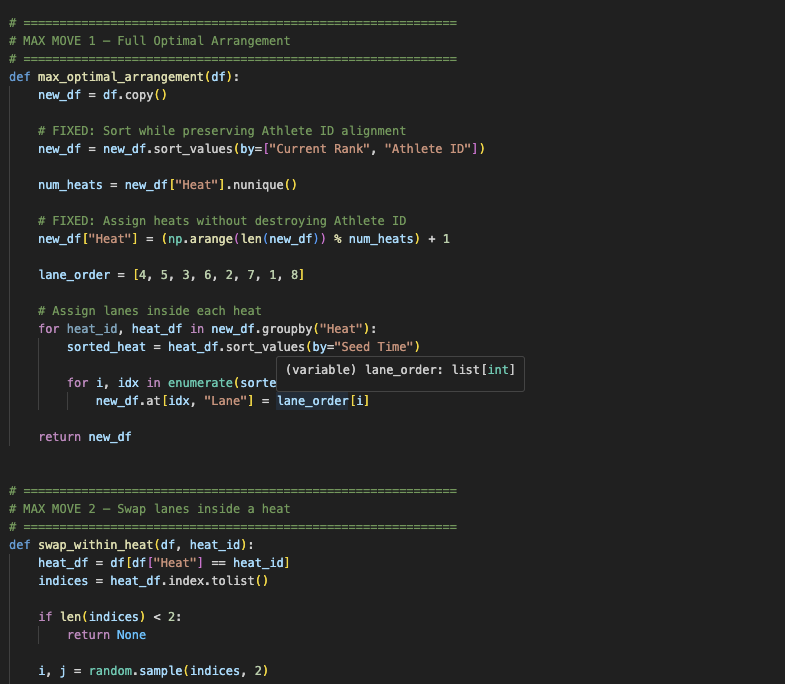 # ============================================================
# MAX MOVE 1 — Full Optimal Arrangement
# ============================================================
def max_optimal_arrangement(df):
    new_df = df.copy()
    # FIXED: Sort while preserving Athlete ID alignment
    new_df = new_df.sort_values(by=["Current Rank", "Athlete ID"])
    num_heats = new_df["Heat"].nunique()
    # FIXED: Assign heats without destroying Athlete ID
    new_df["Heat"] = (np.arange(len(new_df)) % num_heats) + 1
    lane_order = [4, 5, 3, 6, 2, 7, 1, 8]
    # Assign lanes inside each heat
    for heat_id, heat_df in new_df.groupby("Heat"):
        sorted_heat = heat_df.sort_values(by="Seed Time")
(variable) lane_order: list[int]
        for i, idx in enumerate(sorte
            new_df.at[idx, "Lane"] = lane_order[i]
    return new_df
# ============================================================
# MAX MOVE 2 — Swap lanes inside a heat
# ============================================================
def swap_within_heat(df, heat_id):
    heat_df = df[df["Heat"] == heat_id]
    indices = heat_df.index.tolist()
    if len(indices) < 2:
        return None
    i, j = random.sample(indices, 2)